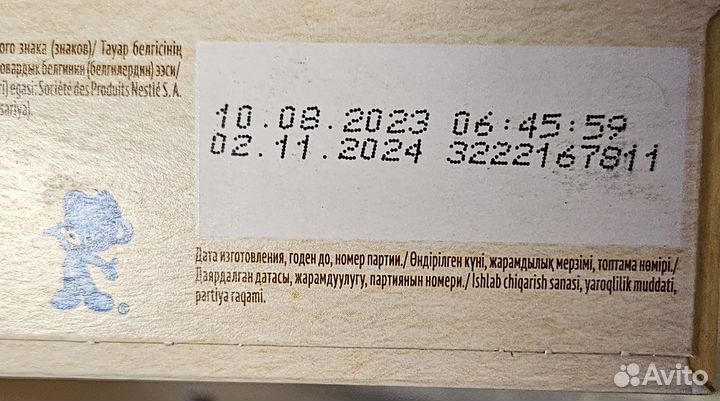 ого знака (знаков)/ Тауар белгісінің
овардык белгинин (белгилердин) ээси/
ri) egasi: Société des Produits Nestlé S. A.
sariya).
10.08.2023 06:45:59
02.11.2024 3222167811
Дата изготовления, годен до, номер партии./ Өндірілген күні, жарамдылық мерзімі, топтама нөмірі./
Даярдалган датасы, жарамдуулугу, партиянын номери./ Ishlab chiqarish sanasi, yaroqlilik muddati,
partiya raqami.
Avito